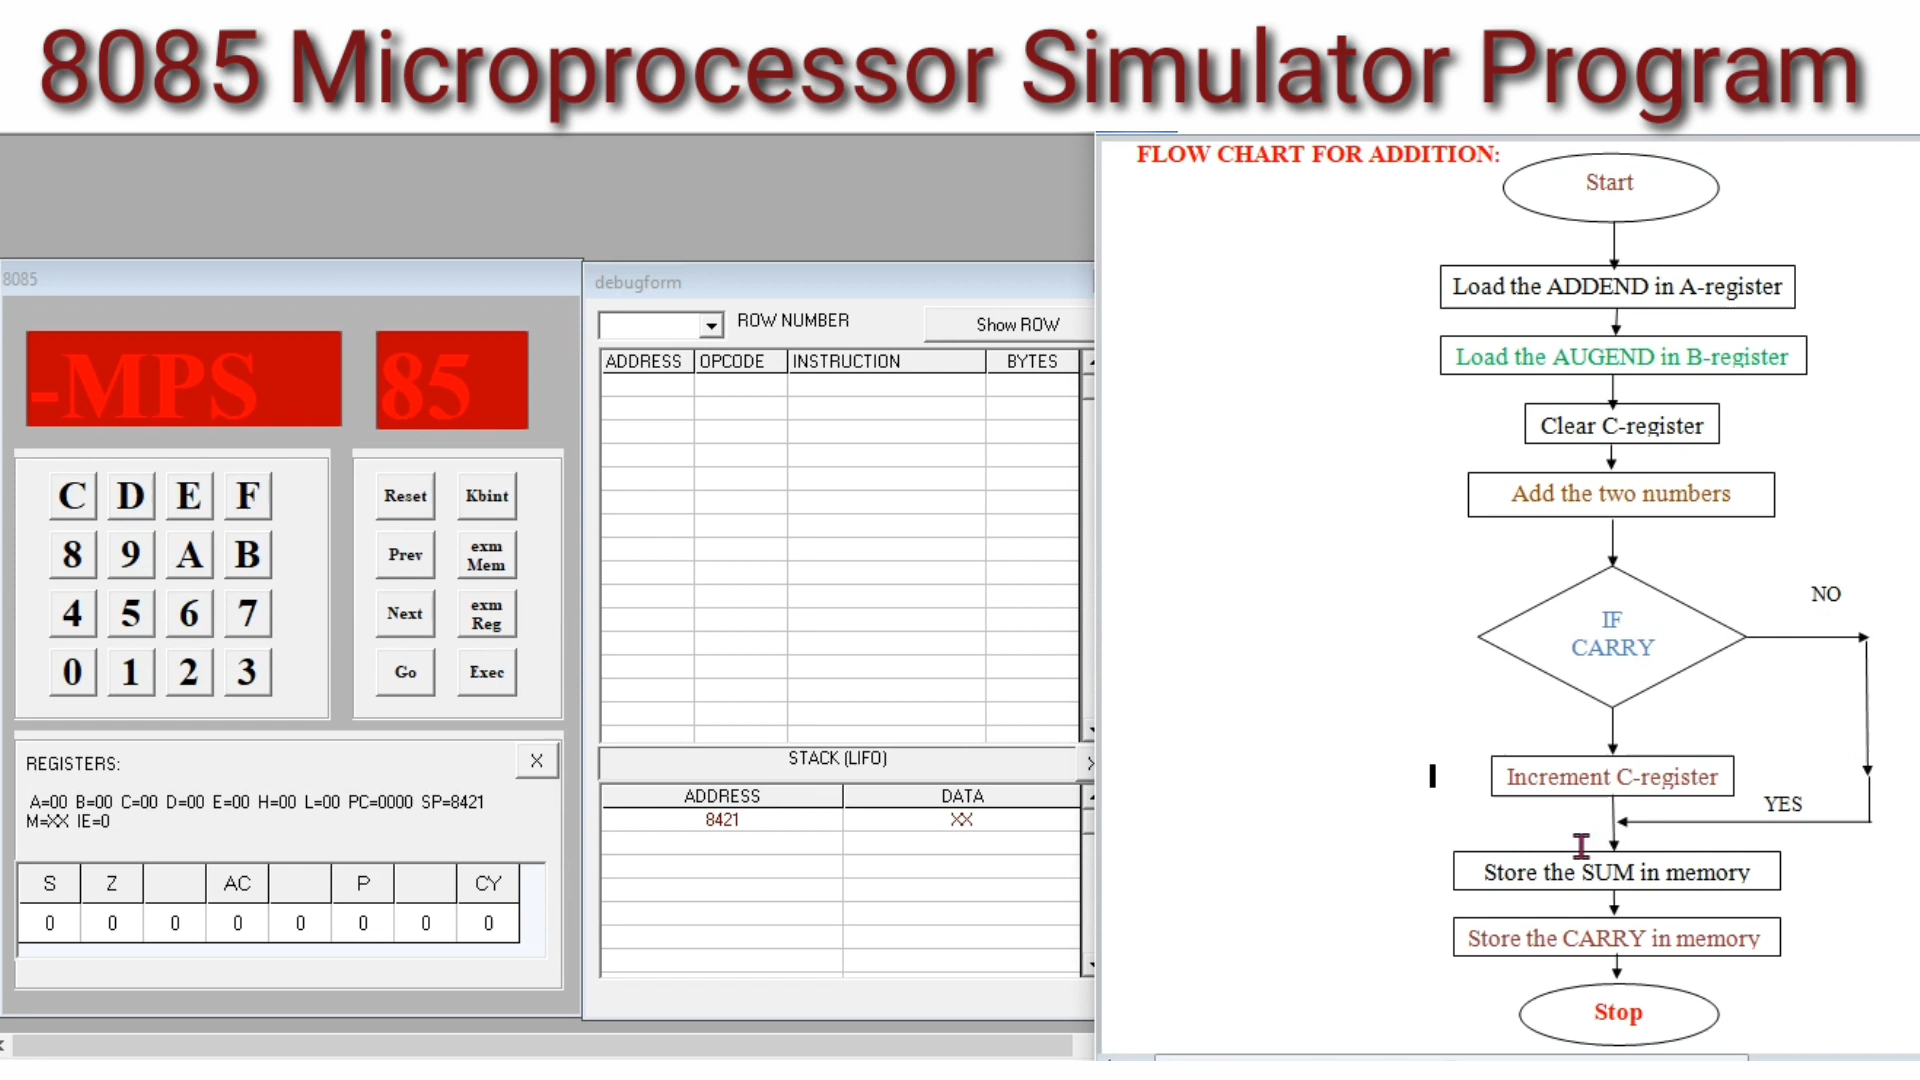 8085 Microprocessor Simulator Program
8085
-MPS 85
C D E F
8 9 A B
4 5 6 7
0 1 2 3
Reset Kbint
Prev exm Mem
Next exm Reg
Go Exec
REGISTERS: X
A=00 B=00 C=00 D=00 E=00 H=00 L=00 PC=0000 SP=8421
M=XX IE=0
S Z AC P CY
0 0 0 0 0 0 0 0
debugform
ROW NUMBER Show ROW
ADDRESS OPCODE INSTRUCTION BYTES
STACK (LIFO)
ADDRESS DATA
8421 XX
FLOW CHART FOR ADDITION:
Start
Load the ADDEND in A-register
Load the AUGEND in B-register
Clear C-register
Add the two numbers
IF
CARRY
NO
Increment C-register
YES
Store the SUM in memory
Store the CARRY in memory
Stop